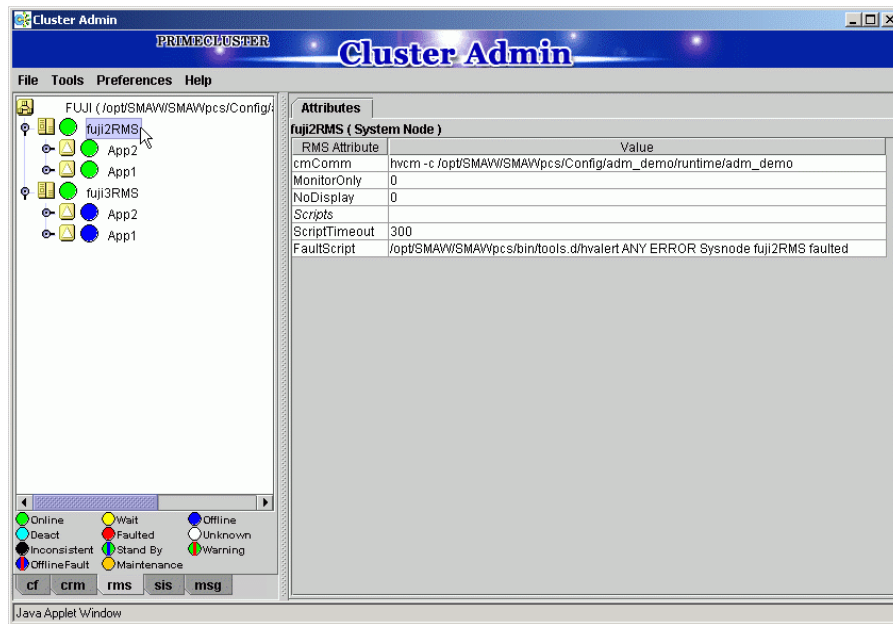 Cluster Admin
PRIMECLUSTER
Cluster Admin
File Tools Preferences Help
FUJI ( /opt/SMAW/SMAWpcs/Config/
fuji2RMS
App2
App1
fuji3RMS
App2
App1
Online Wait Offline
Deact Faulted Unknown
Inconsistent Stand By Warning
OfflineFault Maintenance
cf crm rms sis msg
Attributes
fuji2RMS ( System Node )
RMS Attribute Value
cmComm hvcm -c /opt/SMAW/SMAWpcs/Config/adm_demo/runtime/adm_demo
MonitorOnly 0
NoDisplay 0
Scripts
ScriptTimeout 300
FaultScript /opt/SMAW/SMAWpcs/bin/tools.d/hvalert ANY ERROR Sysnode fuji2RMS faulted
Java Applet Window